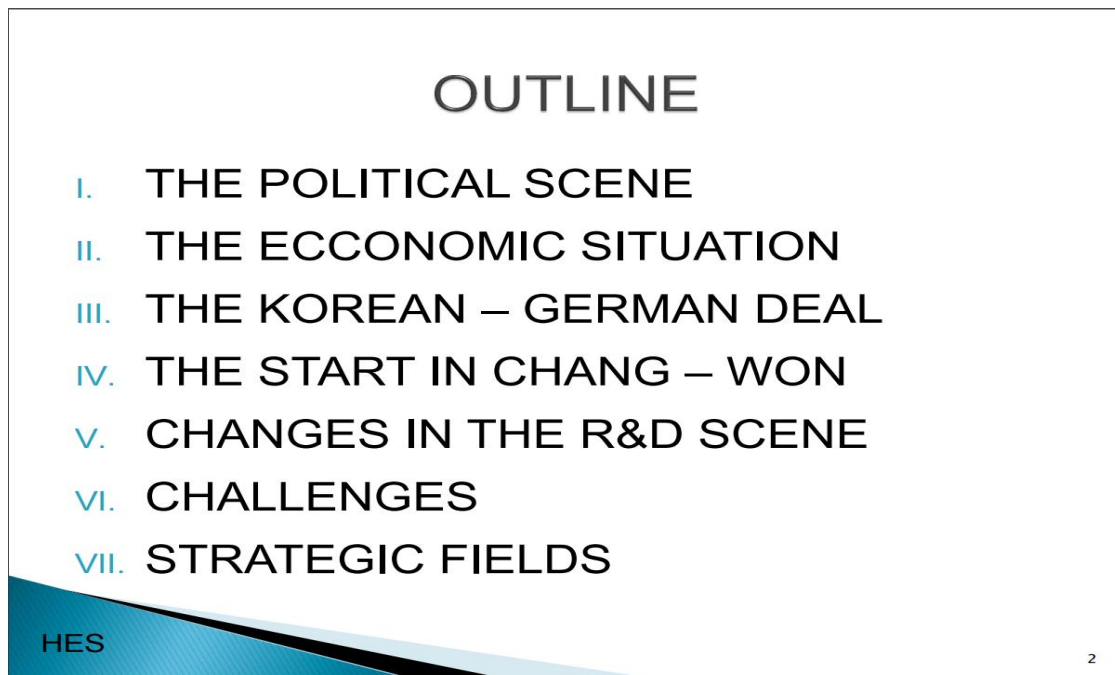 OUTLINE
I. THE POLITICAL SCENE
II. THE ECCONOMIC SITUATION
III. THE KOREAN – GERMAN DEAL
IV. THE START IN CHANG – WON
V. CHANGES IN THE R&D SCENE
VI. CHALLENGES
VII. STRATEGIC FIELDS
HES
2